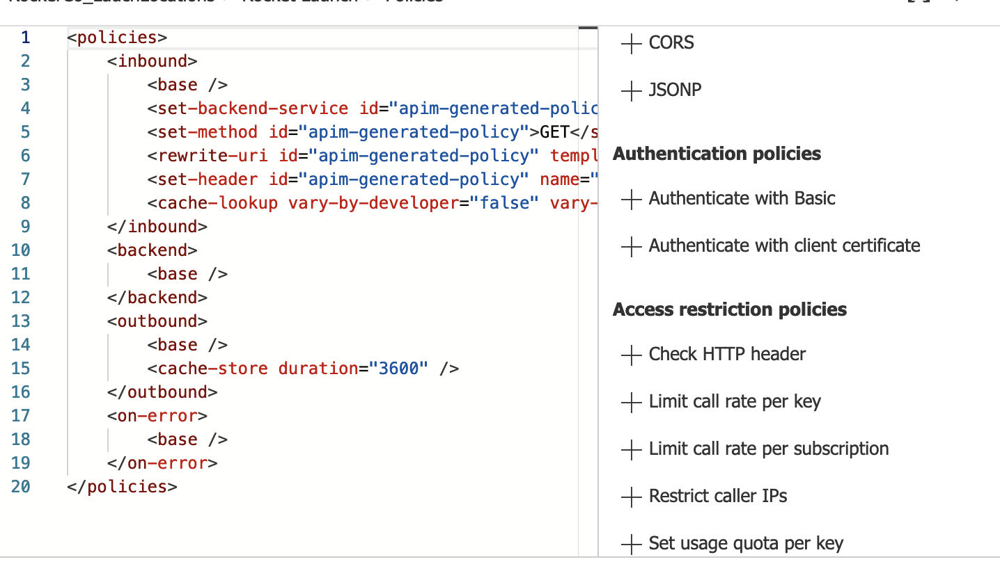 1 <policies>
2 <inbound>
3 <base />
4 <set-backend-service id="apim-generated-polic
5 <set-method id="apim-generated-policy">GET</s
6 <rewrite-uri id="apim-generated-policy" templ
7 <set-header id="apim-generated-policy" name="
8 <cache-lookup vary-by-developer="false" vary-
9 </inbound>
10 <backend>
11 <base />
12 </backend>
13 <outbound>
14 <base />
15 <cache-store duration="3600" />
16 </outbound>
17 <on-error>
18 <base />
19 </on-error>
20 </policies>
CORS
JSONP
Authentication policies
Authenticate with Basic
Authenticate with client certificate
Access restriction policies
Check HTTP header
Limit call rate per key
Limit call rate per subscription
Restrict caller IPs
Set usage quota per key